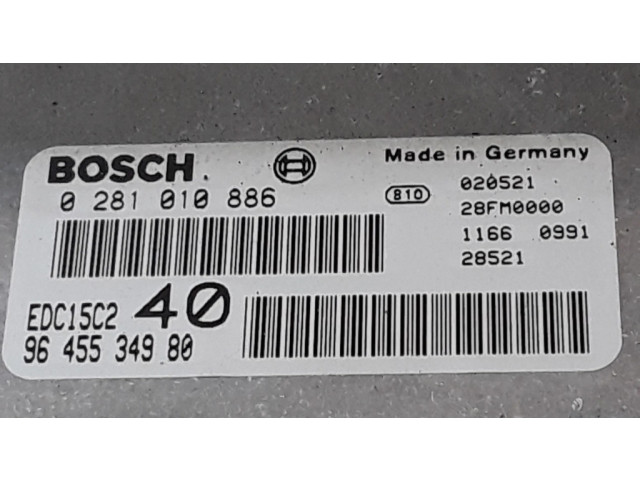 BOSCH
Made in Germany
0 281 010 886
810
020521
28FM0000
1166 0991
28521
EDC15C2 40
96 455 349 80